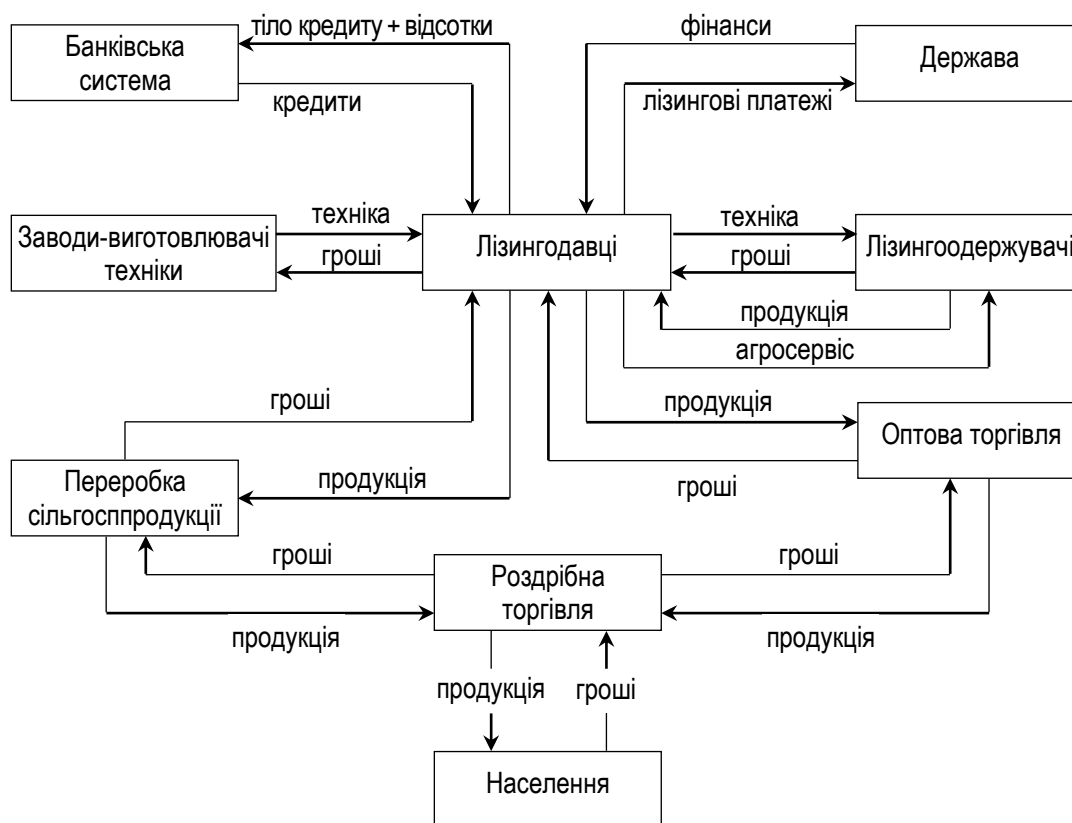 тіло кредиту + відсотки
фінанси
Банківська
система
Держава
кредити
лізингові платежі
Заводи-виготовлювачі
техніки
техніка
гроші
Лізингодавці
техніка
гроші
Лізингоодержувачі
продукція
агросервіс
гроші
продукція
Оптова торгівля
Переробка
сільгосппродукції
продукція
гроші
гроші
Роздрібна
торгівля
гроші
продукція
продукція
продукція
гроші
Населення